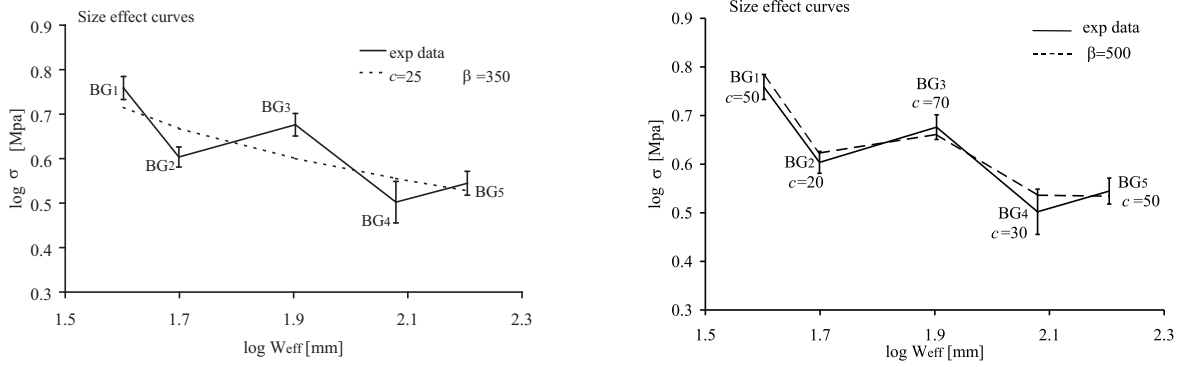 Size effect curves
0.9
0.8
0.7
0.6
0.5
0.4
0.3
log σ [Mpa]
exp data
c=25 β =350
BG1
BG2
BG3
BG4
BG5
1.5 1.7 1.9 2.1 2.3
log Weff [mm]
Size effect curves
0.9
0.8
0.7
0.6
0.5
0.4
0.3
log σ [Mpa]
exp data
β=500
BG1
c=50
BG2
c=20
BG3
c=70
BG4
c=30
BG5
c=50
1.5 1.7 1.9 2.1 2.3
log Weff [mm]